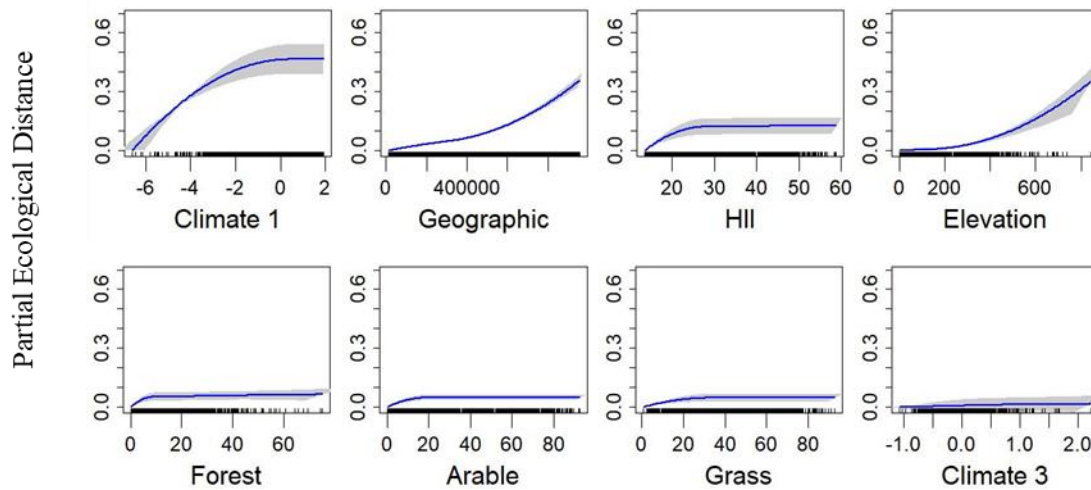 Partial Ecological Distance
0.0 0.3 0.6
-6 -4 -2 0 2
Climate 1
0.0 0.3 0.6
0 400000
Geographic
0.0 0.3 0.6
20 30 40 50 60
HII
0.0 0.3 0.6
0 200 600
Elevation
0.0 0.3 0.6
0 20 40 60
Forest
0.0 0.3 0.6
0 20 40 60 80
Arable
0.0 0.3 0.6
0 20 40 60 80
Grass
0.0 0.3 0.6
-1.0 0.0 1.0 2.0
Climate 3